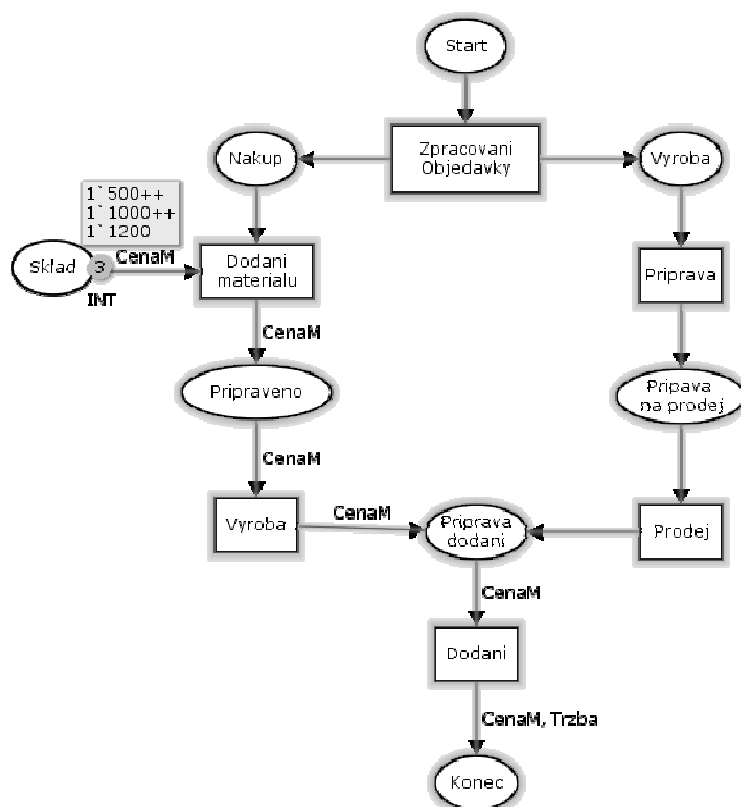 Start
Zpracovani
Objedavky
Nakup
Vyroba
1`500++
1`1000++
1`1200
Sklad
3
CenaM
INT
Dodani
materialu
Priprava
CenaM
Pripraveno
Pripava
na prodej
CenaM
Vyroba
CenaM
Priprava
dodani
Prodej
CenaM
Dodani
CenaM, Trzba
Konec